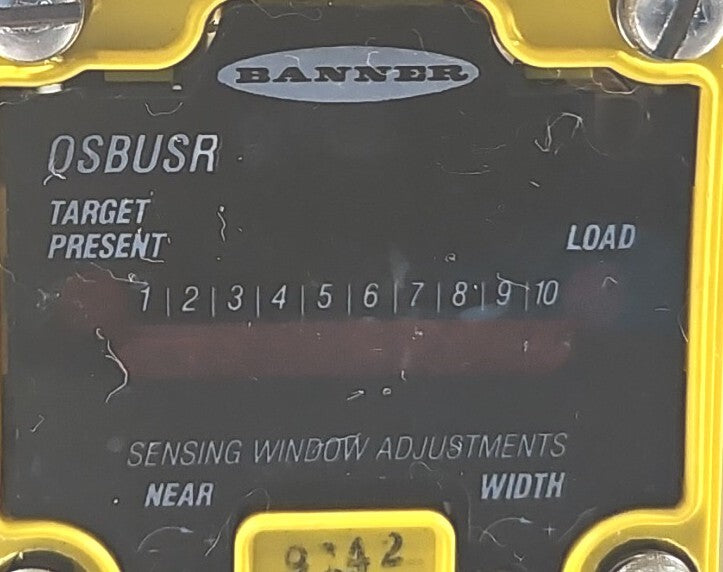 BANNER
OSBUSR
TARGET
PRESENT
LOAD
1 | 2 | 3 | 4 | 5 | 6 | 7 | 8 | 9 | 10
SENSING WINDOW ADJUSTMENTS
NEAR
WIDTH
- +
- +